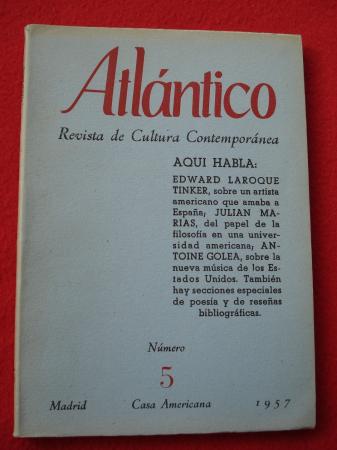 Atlántico
Revista de Cultura Contemporánea
AQUI HABLA:
EDWARD LAROQUE
TINKER, sobre un artista
americano que amaba a
España; JULIAN MA-
RIAS, del papel de la
filosofía en una univer-
sidad americana; AN-
TOINE GOLEA, sobre la
nueva música de los Es-
tados Unidos. También
hay secciones especiales
de poesía y de reseñas
bibliográficas.
Número
5
Madrid Casa Americana 1957